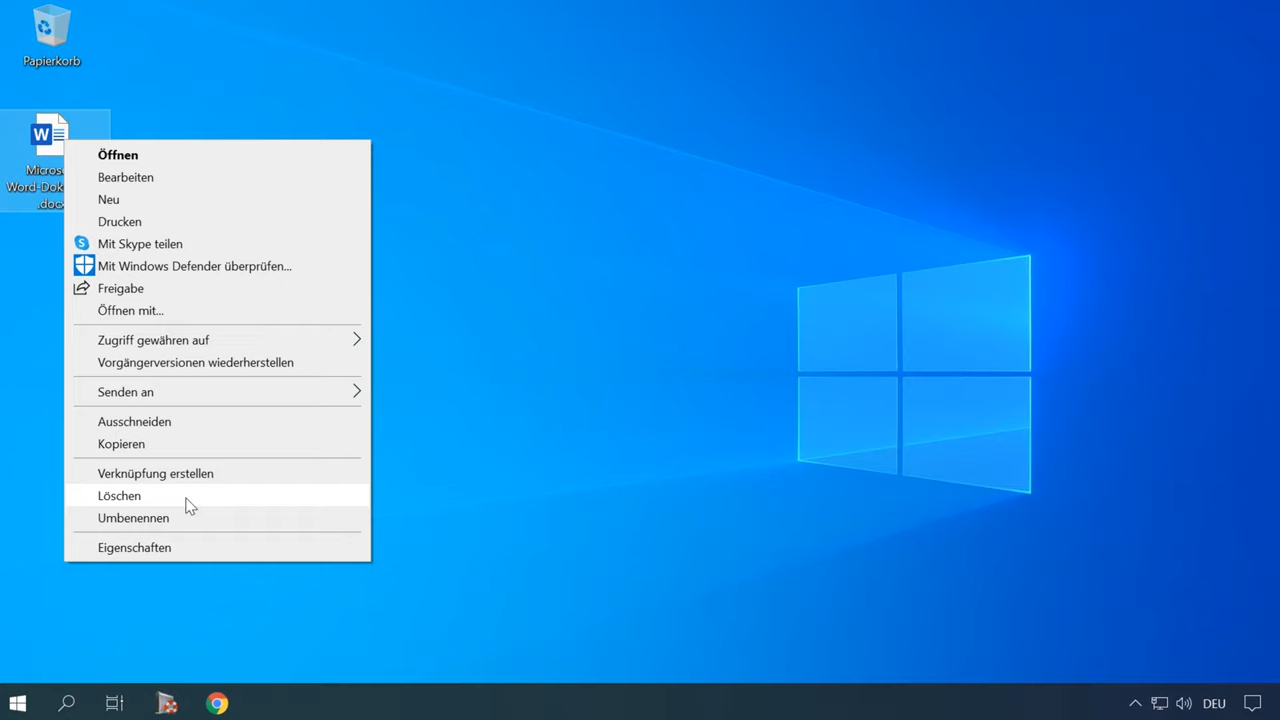 Papierkorb
W
Micros
Word-Dok
.docx
Öffnen
Bearbeiten
Neu
Drucken
Mit Skype teilen
Mit Windows Defender überprüfen...
Freigabe
Öffnen mit...
Zugriff gewähren auf
Vorgängerversionen wiederherstellen
Senden an
Ausschneiden
Kopieren
Verknüpfung erstellen
Löschen
Umbenennen
Eigenschaften
DEU